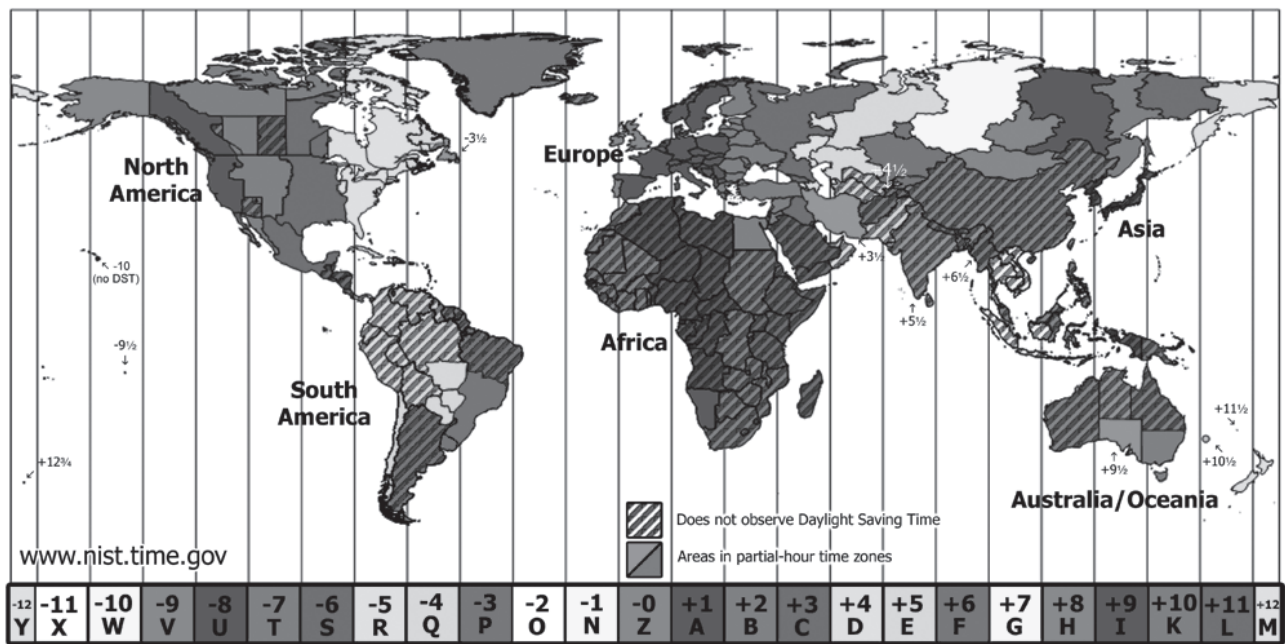 -3½
Europe
North
America
-4½
Asia
-10
(no DST)
+3½
+6½
+5½
-9½
Africa
South
America
+11½
+12¾
+9½
+10½
Australia/Oceania
Does not observe Daylight Saving Time
www.nist.time.gov
Areas in partial-hour time zones
-12 -11 -10 -9 -8 -7 -6 -5 -4 -3 -2 -1 -0 +1 +2 +3 +4 +5 +6 +7 +8 +9 +10 +11 +12
Y X W V U T S R Q P O N Z A B C D E F G H I K L M